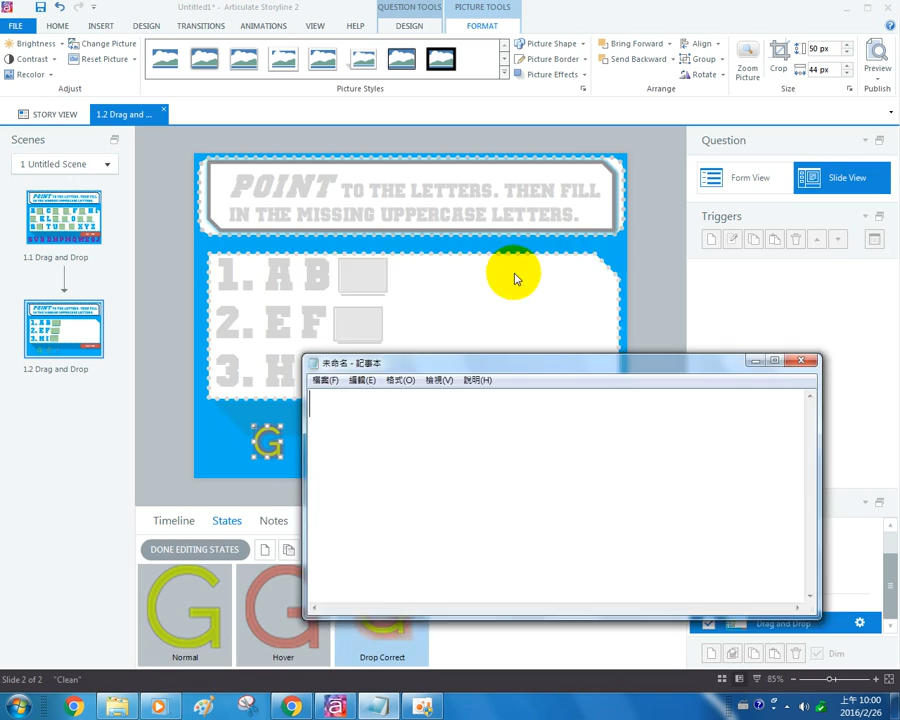 Untitled1* - Articulate Storyline 2
QUESTION TOOLS
PICTURE TOOLS
FILE
HOME
INSERT
DESIGN
TRANSITIONS
ANIMATIONS
VIEW
HELP
DESIGN
FORMAT
Brightness
Contrast
Recolor
Change Picture
Reset Picture
Adjust
Picture Styles
Picture Shape
Picture Border
Picture Effects
Bring Forward
Send Backward
Align
Group
Rotate
Arrange
Zoom
Picture
Crop
50 px
44 px
Size
Preview
Publish
STORY VIEW
1.2 Drag and ...
Scenes
1 Untitled Scene
1.1 Drag and Drop
1.2 Drag and Drop
POINT TO THE LETTERS. THEN FILL
IN THE MISSING UPPERCASE LETTERS.
1. A B
2. E F
3. H
G
未命名 - 記事本
檔案(F)
編輯(E)
格式(O)
檢視(V)
說明(H)
Question
Form View
Slide View
Triggers
Timeline
States
Notes
DONE EDITING STATES
G
Normal
Hover
Drop Correct
Drag and Drop
Dim
Slide 2 of 2
"Clean"
85%
上午 10:00
2016/2/26